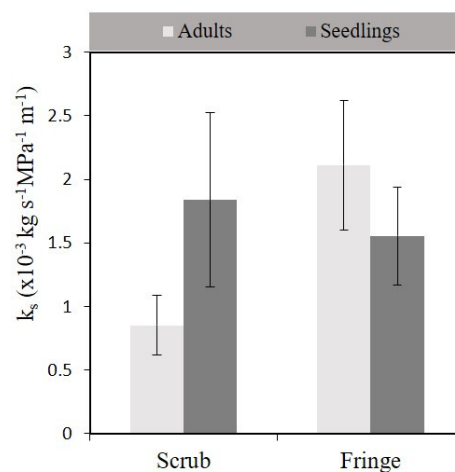 Adults Seedlings
3
2.5
2
1.5
1
0.5
0
kₛ (x10⁻³ kg s⁻¹MPa⁻¹ m⁻¹)
Scrub Fringe